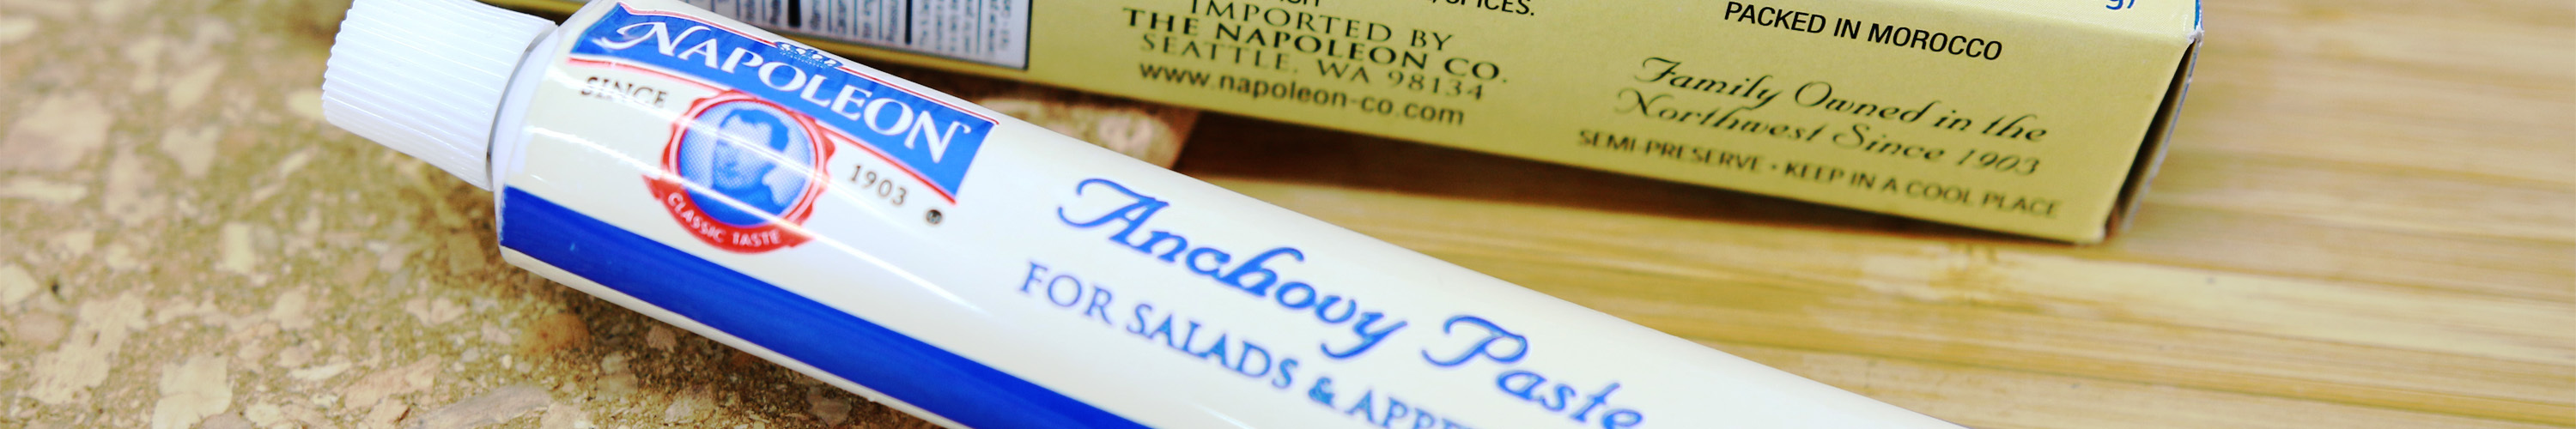 NAPOLEON
SINCE
1903
CLASSIC TASTE
Anchovy Paste
FOR SALADS &
IMPORTED BY
THE NAPOLEON CO.
SEATTLE, WA 98134
www.napoleon-co.com
PACKED IN MOROCCO
Family Owned in the
Northwest Since 1903
SEMI-PRESERVE • KEEP IN A COOL PLACE